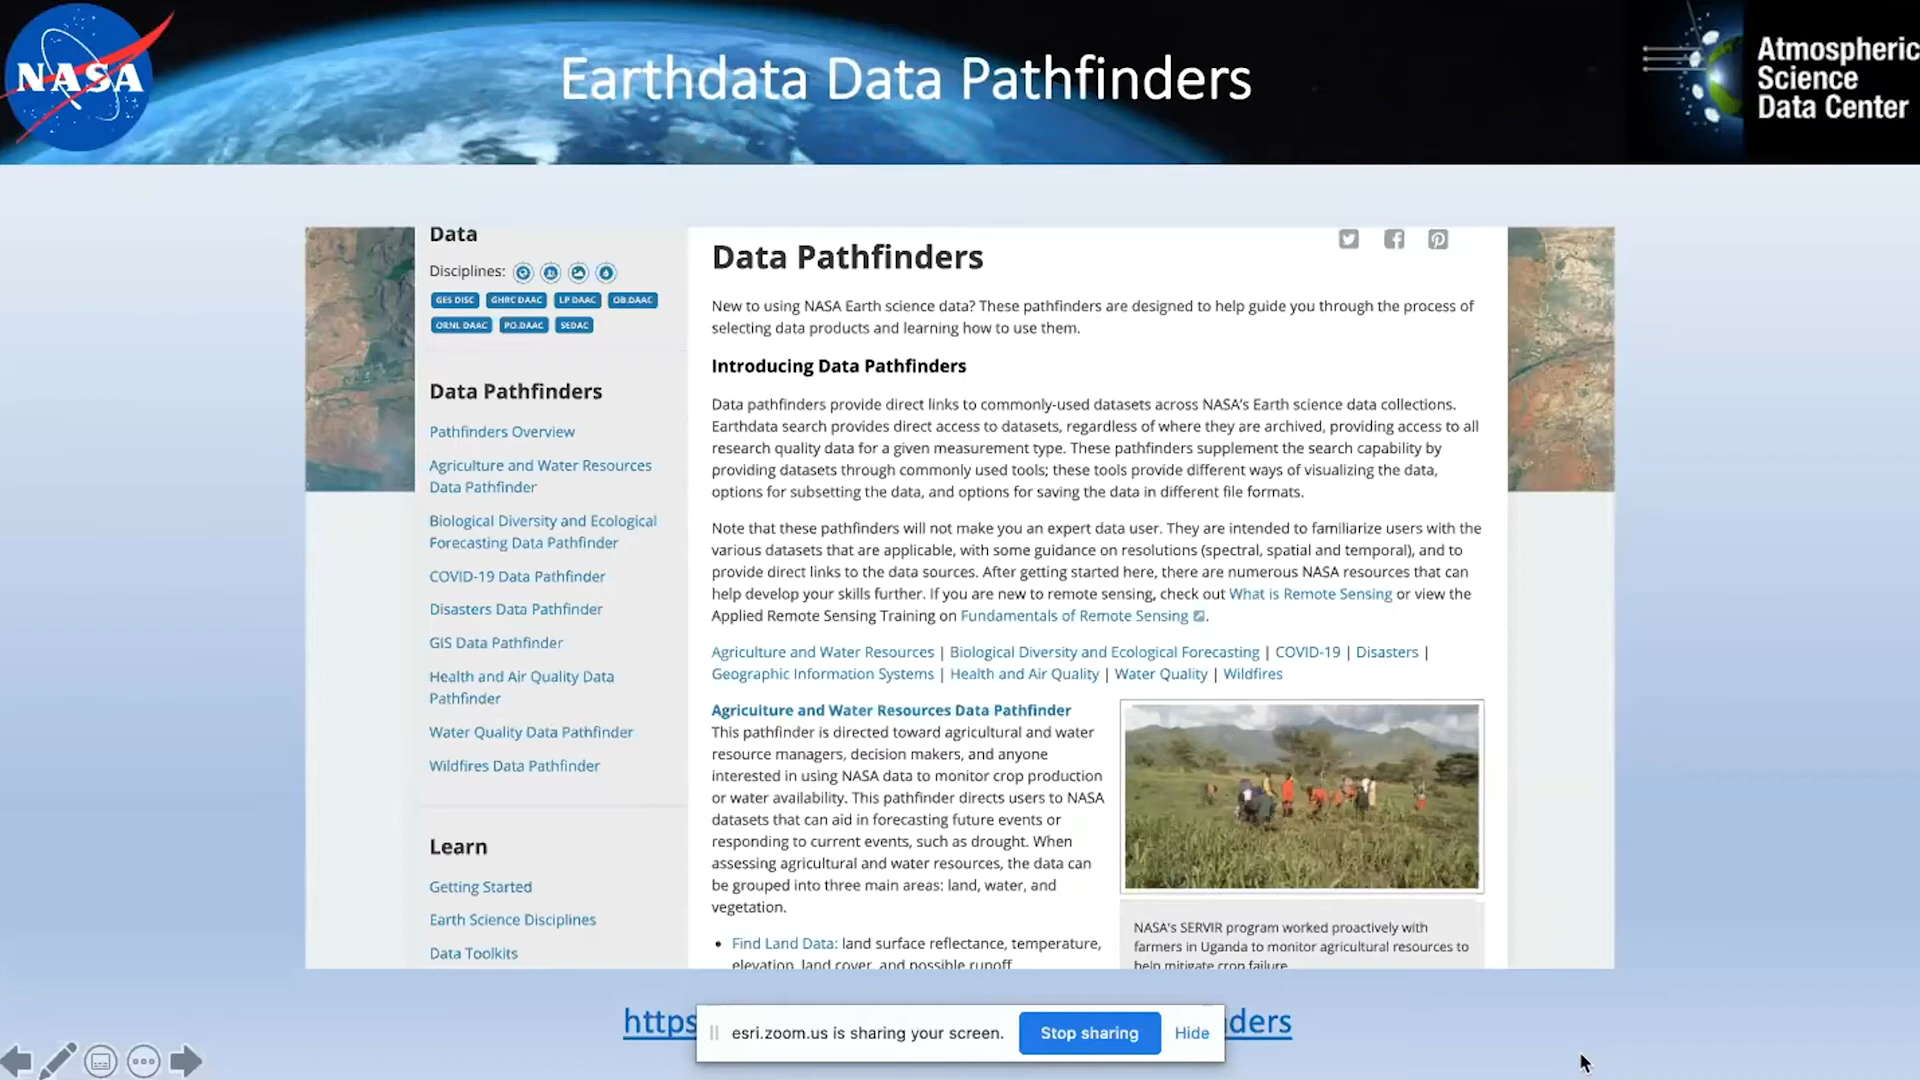 NASA
Earthdata Data Pathfinders
Atmospheric
Science
Data Center
Data
Disciplines:
GES DISC GHRC DAAC LP DAAC OB.DAAC
ORNL DAAC PO.DAAC SEDAC
Data Pathfinders
Pathfinders Overview
Agriculture and Water Resources
Data Pathfinder
Biological Diversity and Ecological
Forecasting Data Pathfinder
COVID-19 Data Pathfinder
Disasters Data Pathfinder
GIS Data Pathfinder
Health and Air Quality Data
Pathfinder
Water Quality Data Pathfinder
Wildfires Data Pathfinder
Learn
Getting Started
Earth Science Disciplines
Data Toolkits
Data Pathfinders
New to using NASA Earth science data? These pathfinders are designed to help guide you through the process of
selecting data products and learning how to use them.
Introducing Data Pathfinders
Data pathfinders provide direct links to commonly-used datasets across NASA's Earth science data collections.
Earthdata search provides direct access to datasets, regardless of where they are archived, providing access to all
research quality data for a given measurement type. These pathfinders supplement the search capability by
providing datasets through commonly used tools; these tools provide different ways of visualizing the data,
options for subsetting the data, and options for saving the data in different file formats.
Note that these pathfinders will not make you an expert data user. They are intended to familiarize users with the
various datasets that are applicable, with some guidance on resolutions (spectral, spatial and temporal), and to
provide direct links to the data sources. After getting started here, there are numerous NASA resources that can
help develop your skills further. If you are new to remote sensing, check out What is Remote Sensing or view the
Applied Remote Sensing Training on Fundamentals of Remote Sensing.
Agriculture and Water Resources | Biological Diversity and Ecological Forecasting | COVID-19 | Disasters |
Geographic Information Systems | Health and Air Quality | Water Quality | Wildfires
Agriculture and Water Resources Data Pathfinder
This pathfinder is directed toward agricultural and water
resource managers, decision makers, and anyone
interested in using NASA data to monitor crop production
or water availability. This pathfinder directs users to NASA
datasets that can aid in forecasting future events or
responding to current events, such as drought. When
assessing agricultural and water resources, the data can
be grouped into three main areas: land, water, and
vegetation.
• Find Land Data: land surface reflectance, temperature,
elevation, land cover, and possible runoff
NASA's SERVIR program worked proactively with
farmers in Uganda to monitor agricultural resources to
help mitigate crop failure
https
ders
esri.zoom.us is sharing your screen. Stop sharing Hide